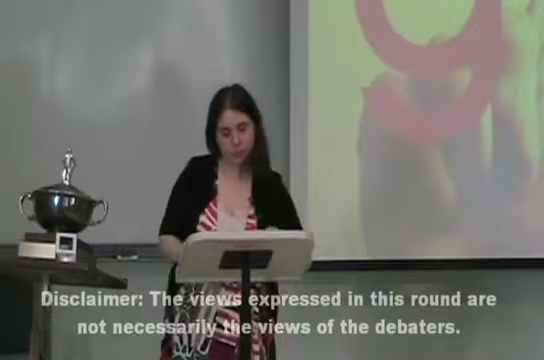 Disclaimer: The views expressed in this round are
not necessarily the views of the debaters.